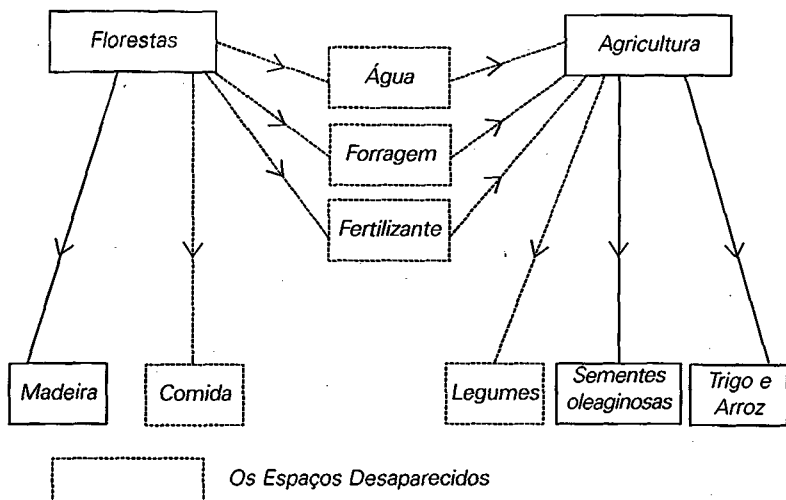 Florestas
Agricultura
Água
Forragem
Fertilizante
Madeira
Comida
Legumes
Sementes
oleaginosas
Trigo e
Arroz
Os Espaços Desaparecidos